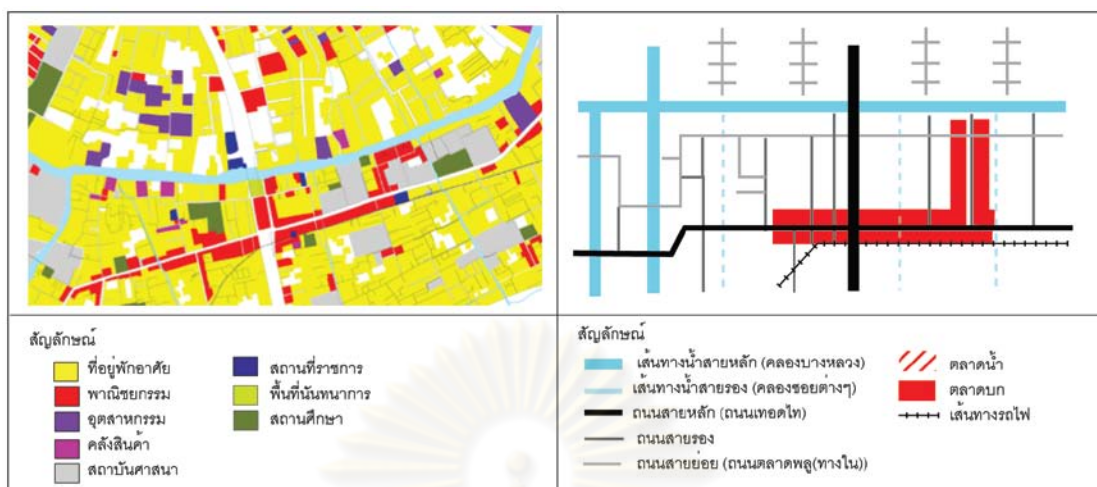 สัญลักษณ์
ที่อยู่พักอาศัย
พาณิชยกรรม
อุตสาหกรรม
คลังสินค้า
สถาบันศาสนา
สถานที่ราชการ
พื้นที่นันทนาการ
สถานศึกษา
สัญลักษณ์
เส้นทางน้ำสายหลัก (คลองบางหลวง)
เส้นทางน้ำสายรอง (คลองซอยต่างๆ)
ถนนสายหลัก (ถนนเทอดไท)
ถนนสายรอง
ถนนสายย่อย (ถนนตลาดพลู(ทางใน))
ตลาดน้ำ
ตลาดบก
เส้นทางรถไฟ